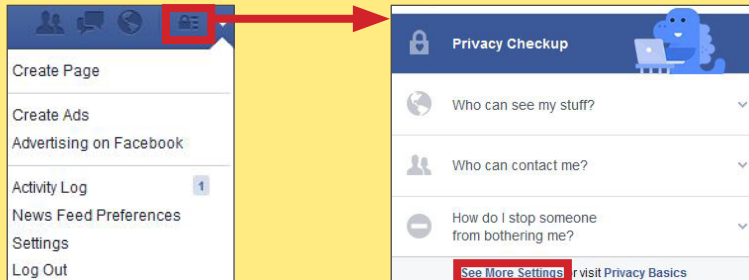 Create Page
Create Ads
Advertising on Facebook
Activity Log 1
News Feed Preferences
Settings
Log Out
Privacy Checkup
Who can see my stuff?
Who can contact me?
How do I stop someone
from bothering me?
See More Settings or visit Privacy Basics